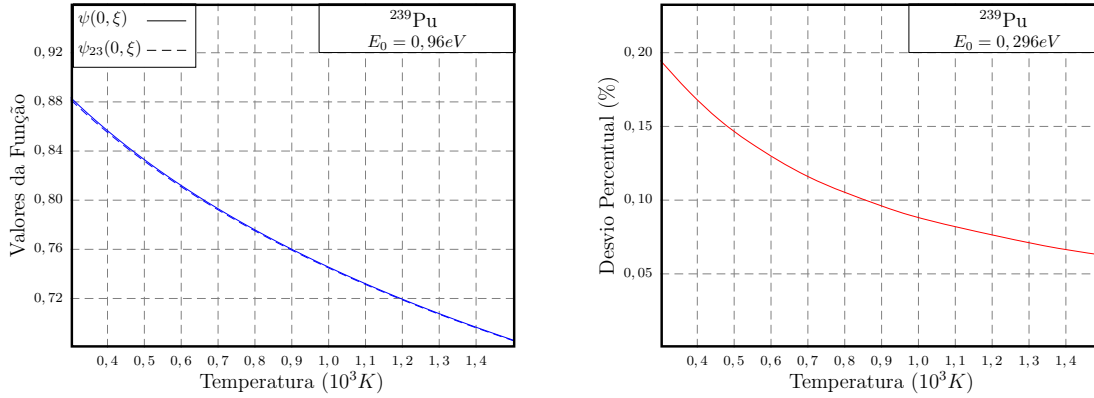 ψ(0, ξ)
ψ₂₃(0, ξ)
²³⁹Pu
E₀ = 0, 96eV
0, 92
0, 88
0, 84
0, 80
0, 76
0, 72
Valores da Função
0, 4 0, 5 0, 6 0, 7 0, 8 0, 9 1, 0 1, 1 1, 2 1, 3 1, 4
Temperatura (10³K)
²³⁹Pu
E₀ = 0, 296eV
0, 20
0, 15
0, 10
0, 05
Desvio Percentual (%)
0, 4 0, 5 0, 6 0, 7 0, 8 0, 9 1, 0 1, 1 1, 2 1, 3 1, 4
Temperatura (10³K)